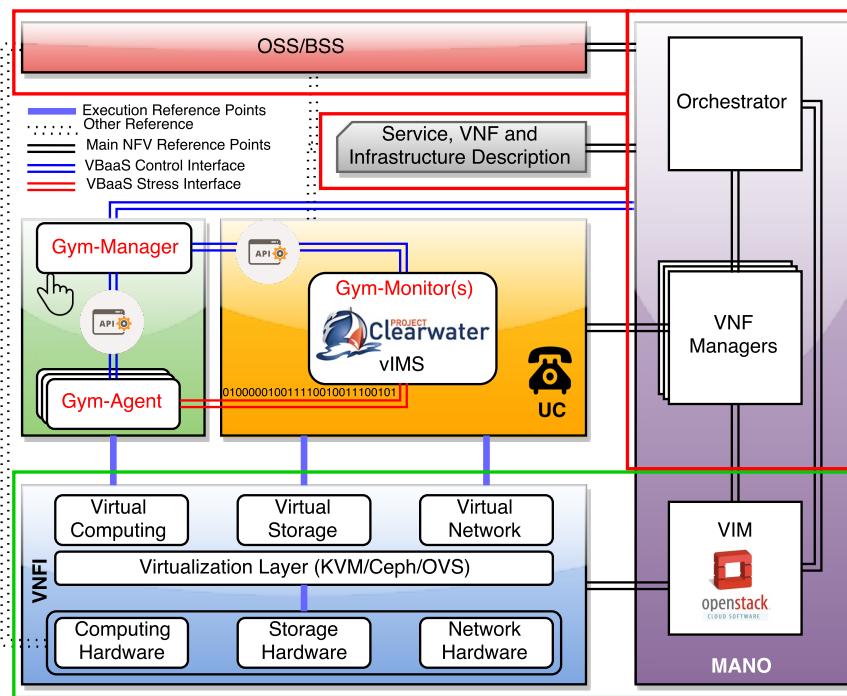 OSS/BSS
Orchestrator
Execution Reference Points
Other Reference
Main NFV Reference Points
VBaaS Control Interface
VBaaS Stress Interface
Service, VNF and
Infrastructure Description
Gym-Manager
API
API
Gym-Agent
Gym-Monitor(s)
PROJECT
Clearwater
vIMS
01000001001111001001110010​1
UC
VNF
Managers
VNFI
Virtual
Computing
Virtual
Storage
Virtual
Network
Virtualization Layer (KVM/Ceph/OVS)
Computing
Hardware
Storage
Hardware
Network
Hardware
VIM
openstack
CLOUD SOFTWARE
MANO